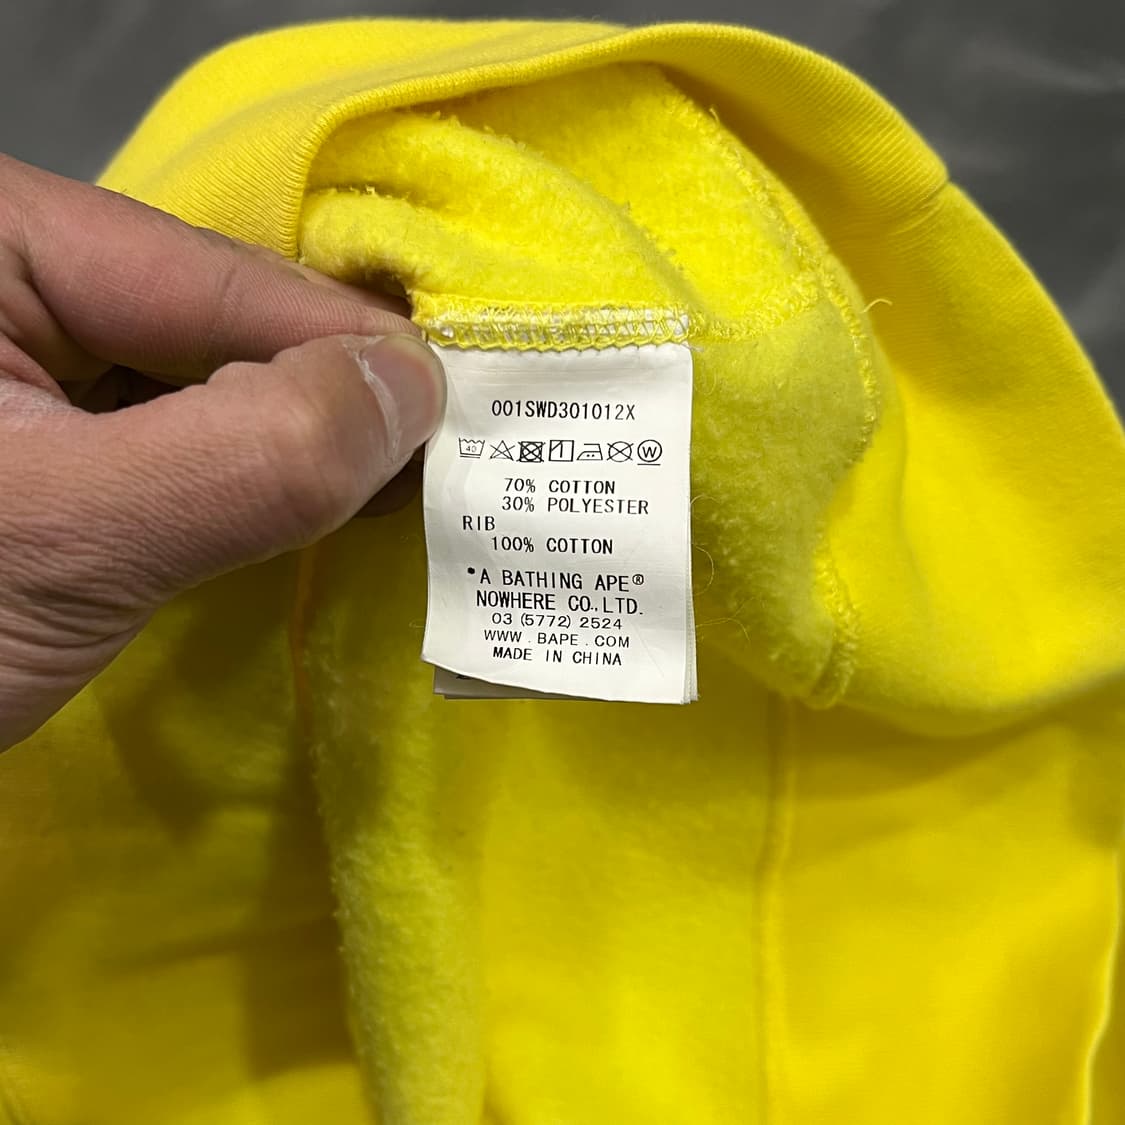 001SWD301012X
40 W
70% COTTON
30% POLYESTER
RIB
100% COTTON
•A BATHING APE®
NOWHERE CO.,LTD.
03 (5772) 2524
WWW.BAPE.COM
MADE IN CHINA